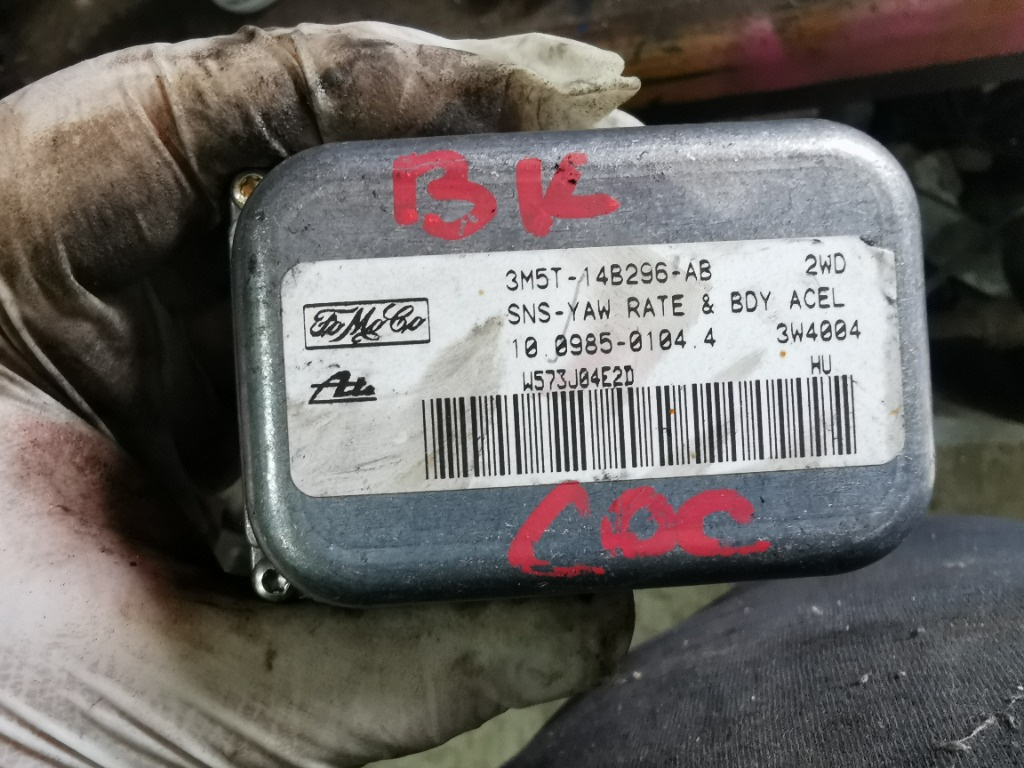 BK
3M5T-14B296-AB 2WD
SNS-YAW RATE & BDY ACEL
FoMoCo
10.0985-0104.4 3W4004
Ate W573J04E2D HU
COC